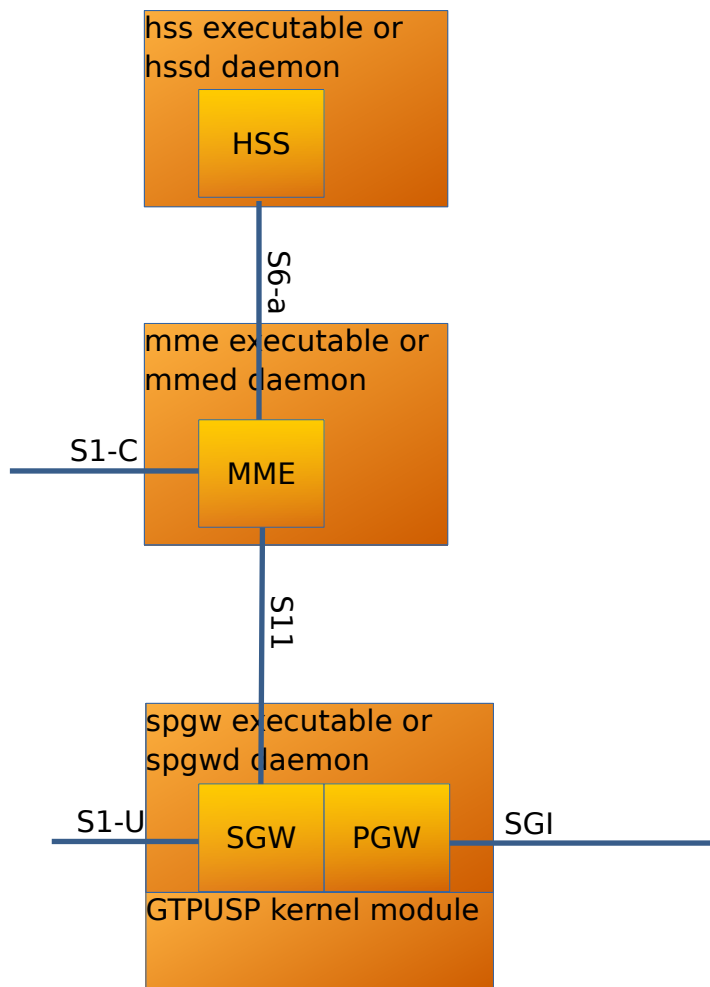 hss executable or
hssd daemon
HSS
S6-a
mme executable or
mmed daemon
S1-C
MME
S11
spgw executable or
spgwd daemon
S1-U
SGW
PGW
SGI
GTPUSP kernel module